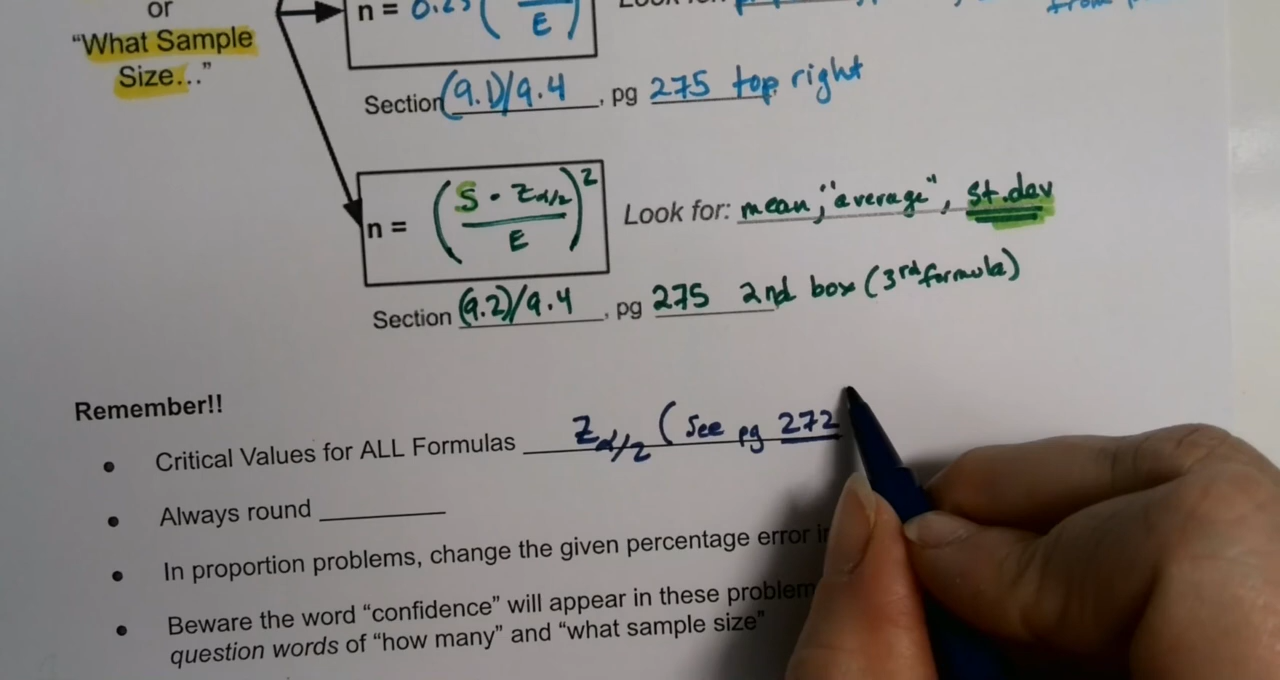 or
n = 0.25 ( / E )
"What Sample
Size..."
Section (9.1)/9.4, pg 275 top right
n = (S · Zα/2 / E)²
Look for: mean, "average", st.dev
Section (9.2)/9.4, pg 275 2nd box (3rd formula)
Remember!!
• Critical Values for ALL Formulas Zα/2 (see pg 272
• Always round ________
• In proportion problems, change the given percentage error
• Beware the word "confidence" will appear in these
question words of "how many" and "what sample size"